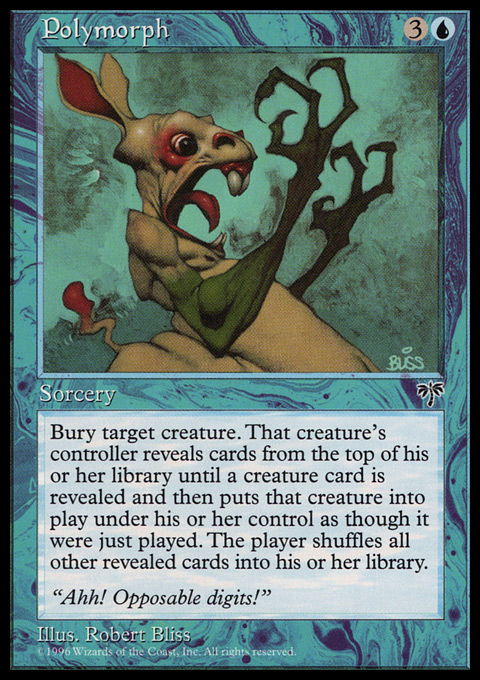 Polymorph 3
BLISS
Sorcery
Bury target creature. That creature's
controller reveals cards from the top of his
or her library until a creature card is
revealed and then puts that creature into
play under his or her control as though it
were just played. The player shuffles all
other revealed cards into his or her library.
“Ahh! Opposable digits!”
Illus. Robert Bliss
©1996 Wizards of the Coast, Inc. All rights reserved.